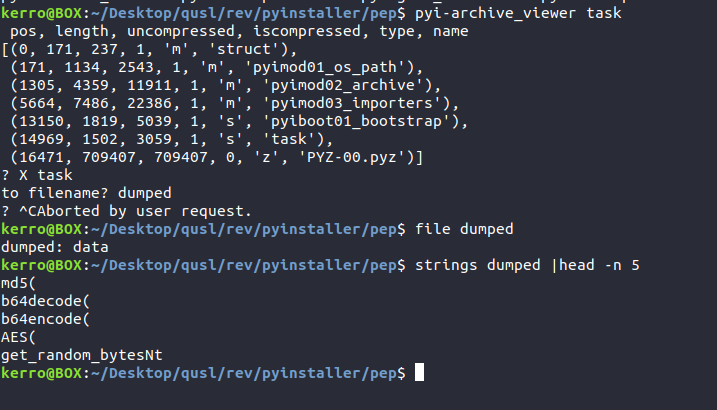 kerro@BOX:~/Desktop/qusl/rev/pyinstaller/pep$ pyi-archive_viewer task
 pos, length, uncompressed, iscompressed, type, name
[(0, 171, 237, 1, 'm', 'struct'),
 (171, 1134, 2543, 1, 'm', 'pyimod01_os_path'),
 (1305, 4359, 11911, 1, 'm', 'pyimod02_archive'),
 (5664, 7486, 22386, 1, 'm', 'pyimod03_importers'),
 (13150, 1819, 5039, 1, 's', 'pyiboot01_bootstrap'),
 (14969, 1502, 3059, 1, 's', 'task'),
 (16471, 709407, 709407, 0, 'z', 'PYZ-00.pyz')]
? X task
to filename? dumped
? ^CAborted by user request.
kerro@BOX:~/Desktop/qusl/rev/pyinstaller/pep$ file dumped
dumped: data
kerro@BOX:~/Desktop/qusl/rev/pyinstaller/pep$ strings dumped |head -n 5
md5(
b64decode(
b64encode(
AES(
get_random_bytesNt
kerro@BOX:~/Desktop/qusl/rev/pyinstaller/pep$